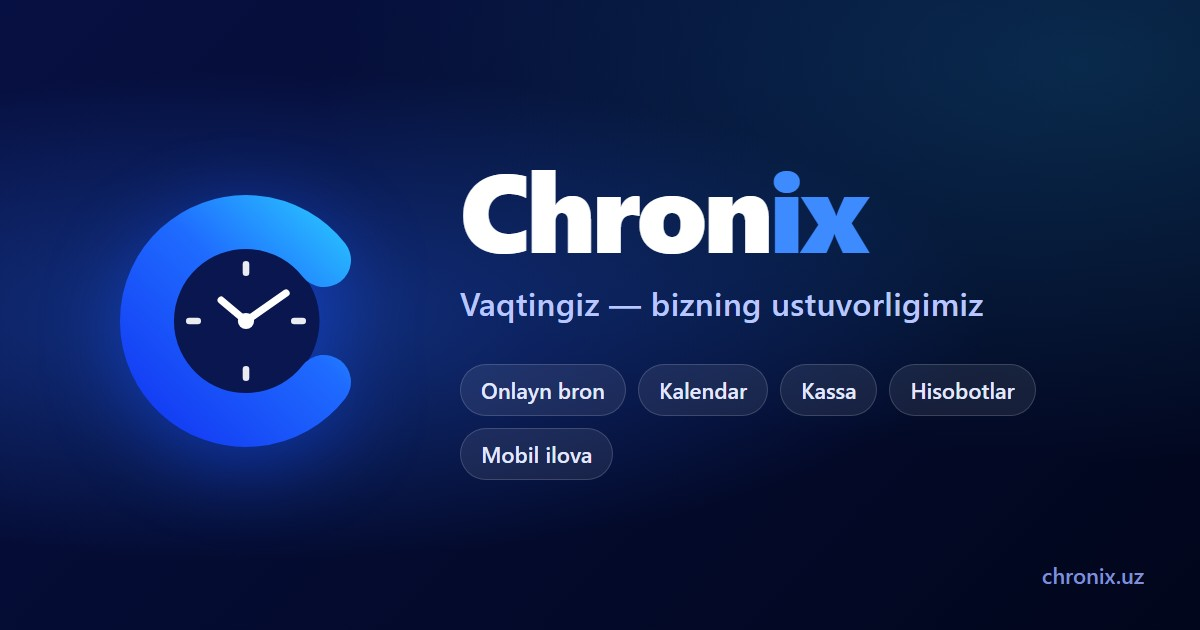 Chronix
Vaqtingiz — bizning ustuvorligimiz
Onlayn bron Kalendar Kassa Hisobotlar
Mobil ilova
chronix.uz